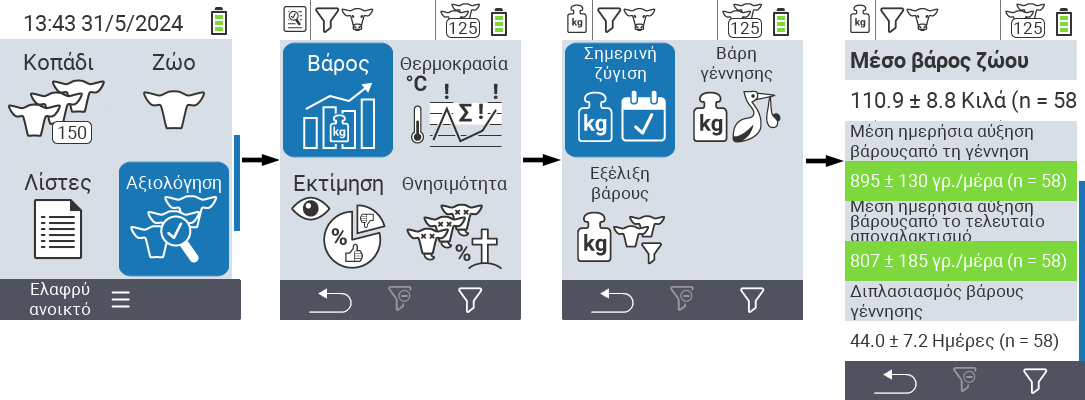 13:43 31/5/2024
Κοπάδι
Ζώο
150
Λίστες
Αξιολόγηση
Ελαφρύ
ανοικτό
125
Βάρος
kg
Θερμοκρασία
°C
! !
Σ !
Εκτίμηση
%
Θνησιμότητα
%
kg
125
Σημερινή
ζύγιση
kg
Βάρη
γέννησης
kg
Εξέλιξη
βάρους
kg
kg
125
Μέσο βάρος ζώου
110.9 ± 8.8 Κιλά (n = 58
Μέση ημερήσια αύξηση
βάρουςαπό τη γέννηση
895 ± 130 γρ./μέρα (n = 58)
Μέση ημερήσια αύξηση
βάρουςαπό το τελευταίο
απογαλακτισμό
807 ± 185 γρ./μέρα (n = 58)
Διπλασιασμός βάρους
γέννησης
44.0 ± 7.2 Ημέρες (n = 58)